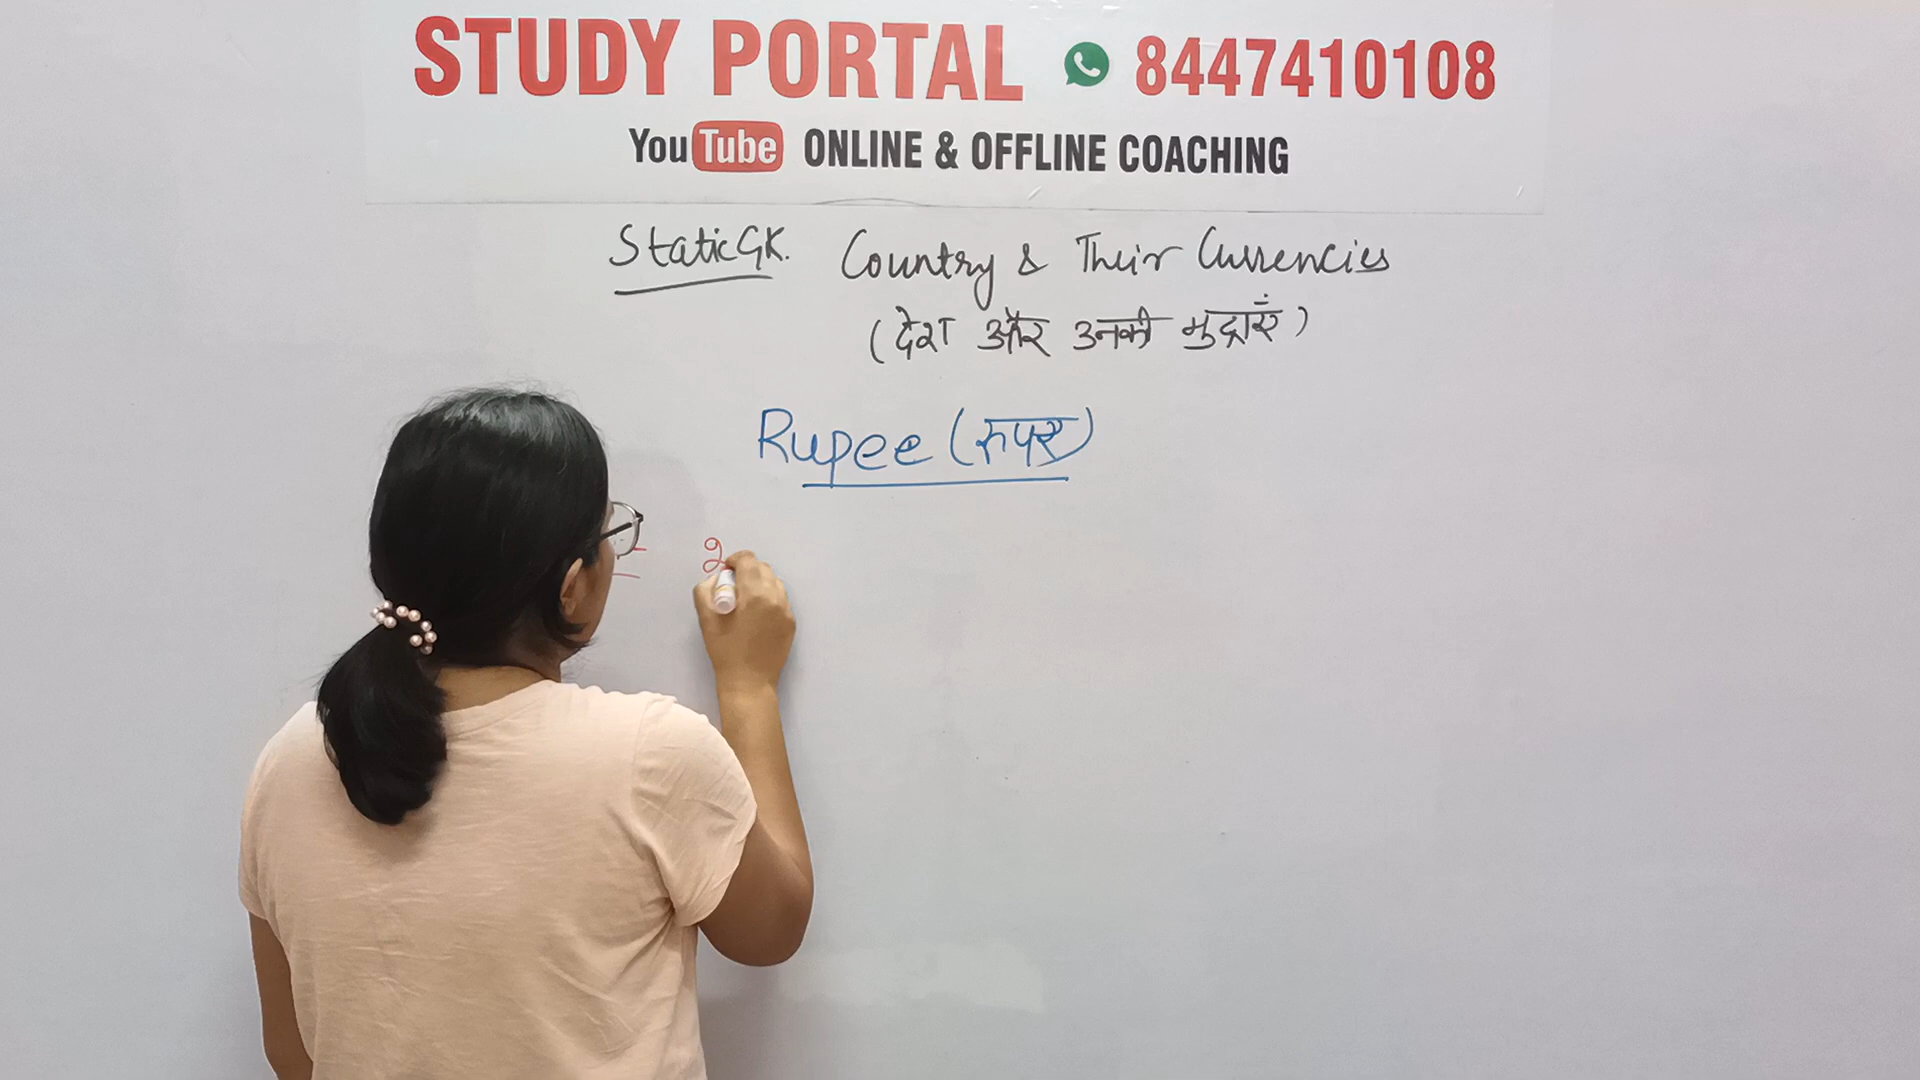 STUDY PORTAL 8447410108
YouTube ONLINE & OFFLINE COACHING
Static GK. Country & Their Currencies
(देश और उनकी मुद्राएं)
Rupee (रुपए)